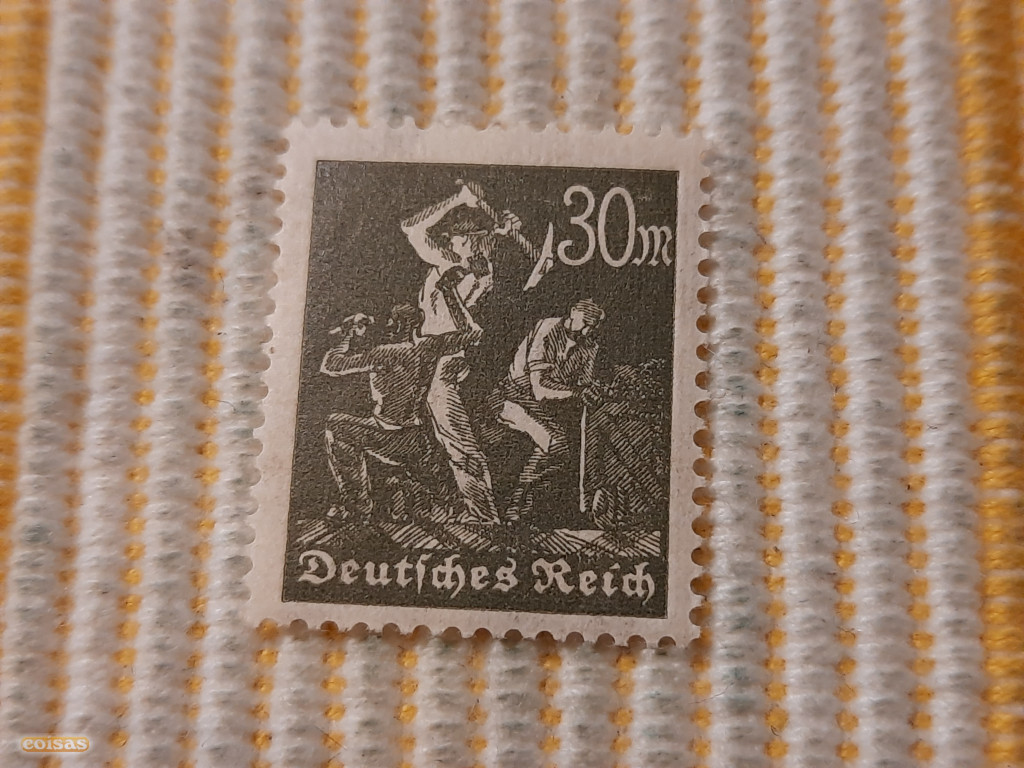 30m
Deutsches Reich
coisas